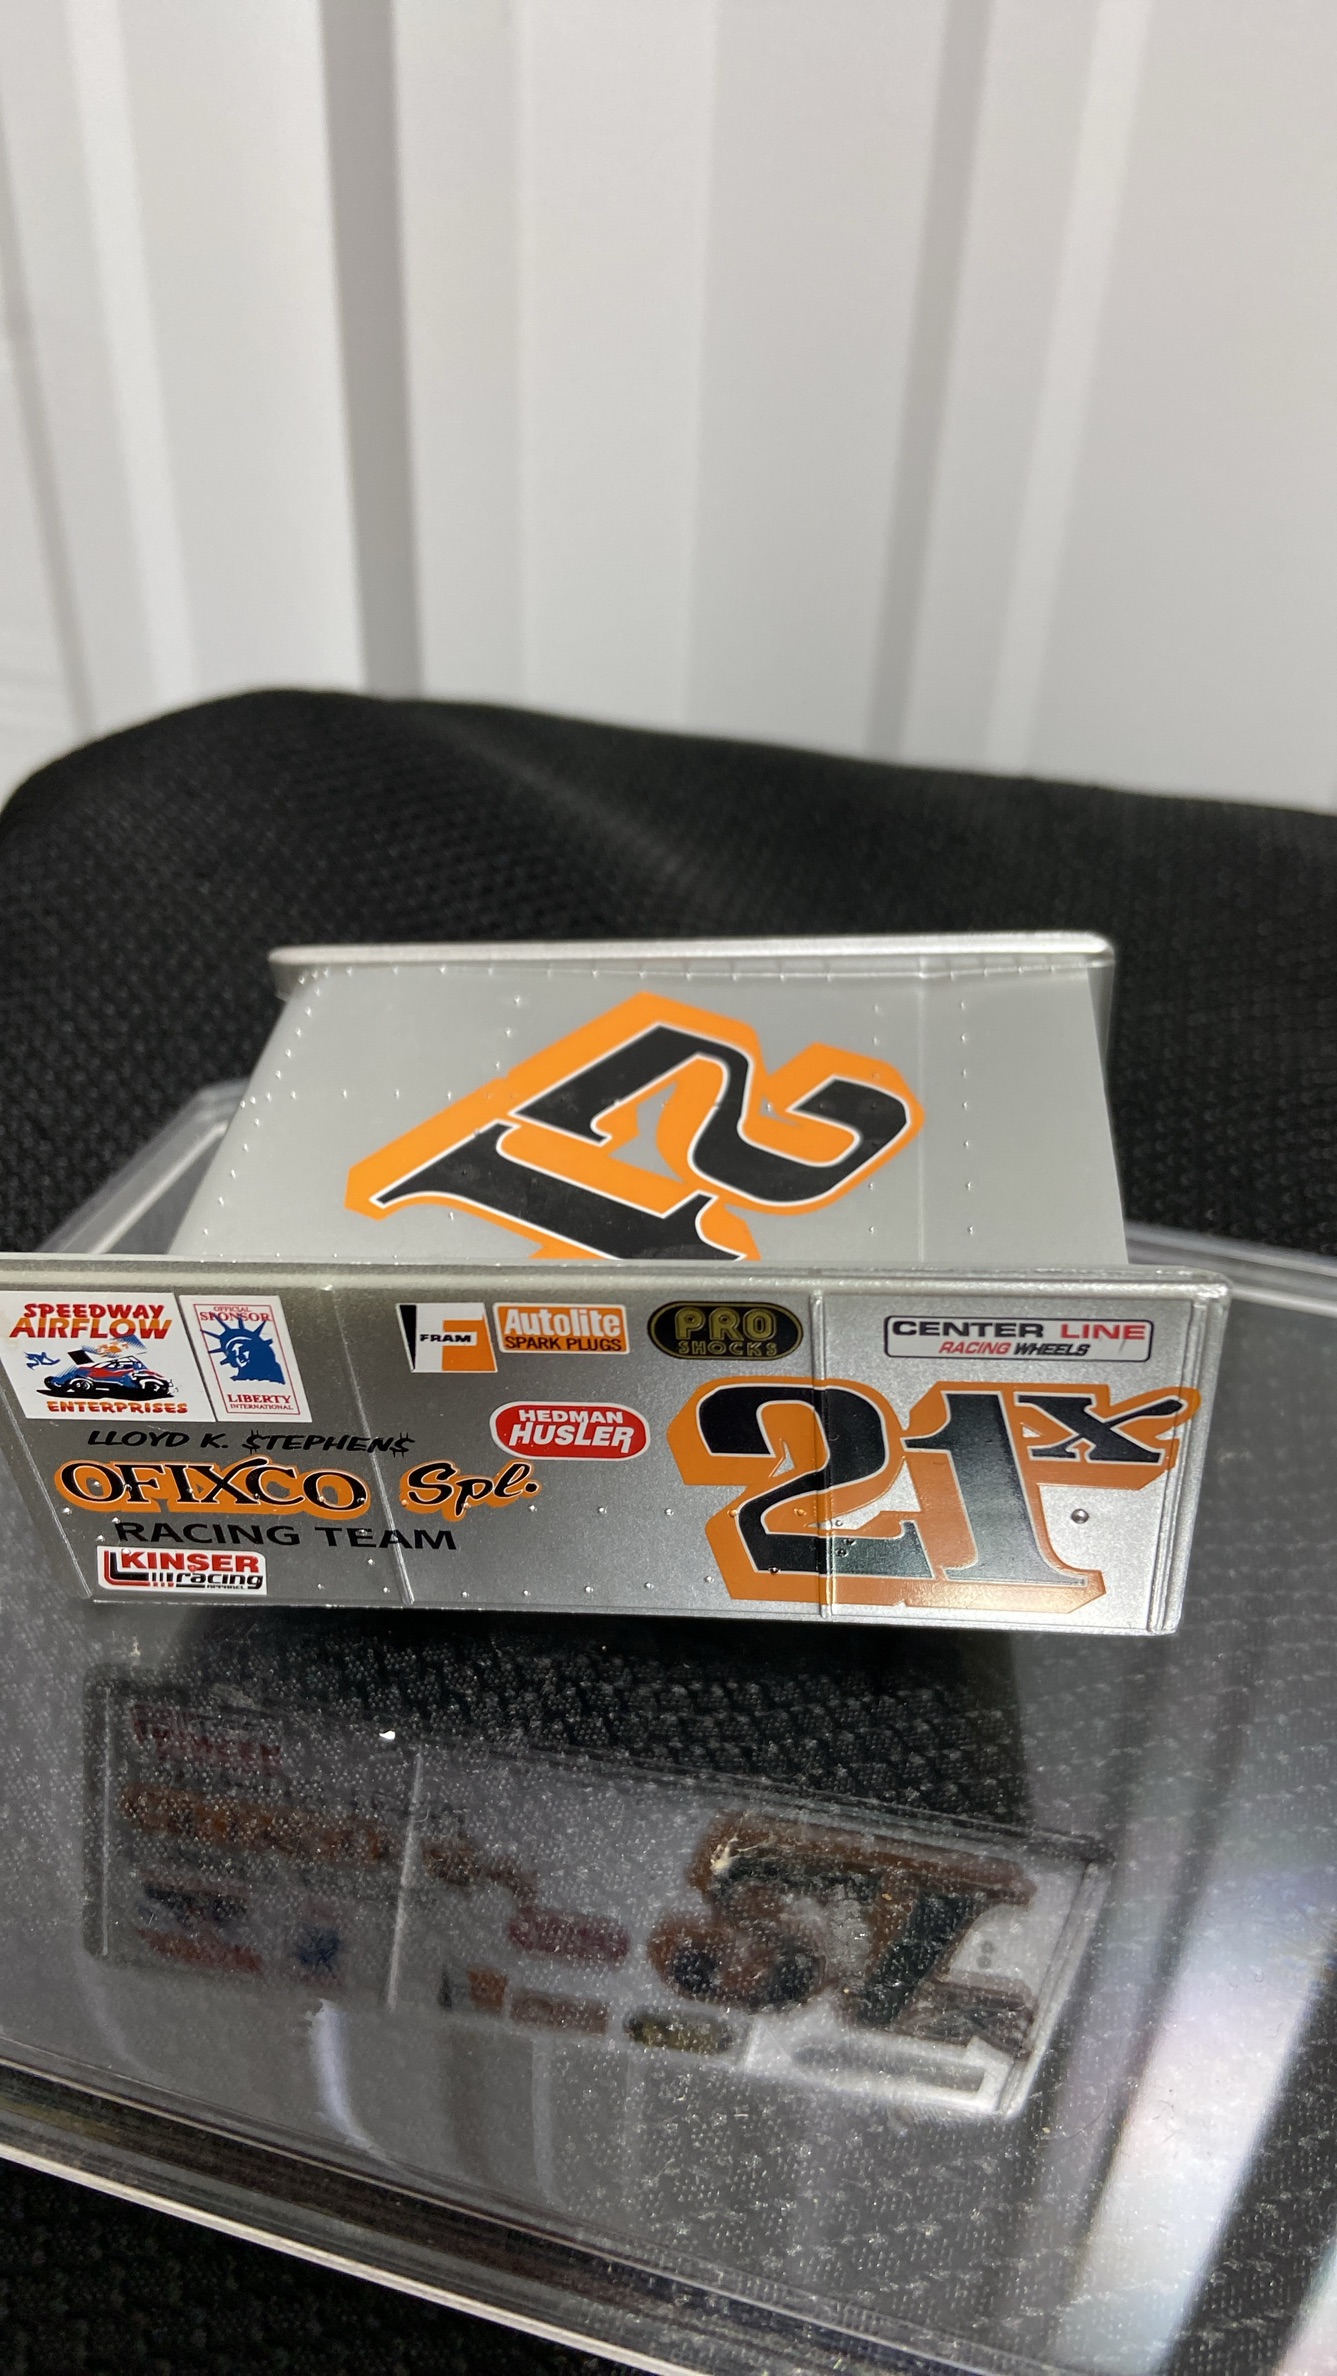 21
SPEEDWAY
AIRFLOW
ENTERPRISES
OFFICIAL
SPONSOR
LIBERTY
INTERNATIONAL
FRAM
Autolite
SPARK PLUGS
PRO
SHOCKS
CENTER LINE
RACING WHEELS
HEDMAN
HUSLER
21X
LLOYD K. $TEPHEN$
OFIXCO Spl.
RACING TEAM
KINSER
racing
APPAREL